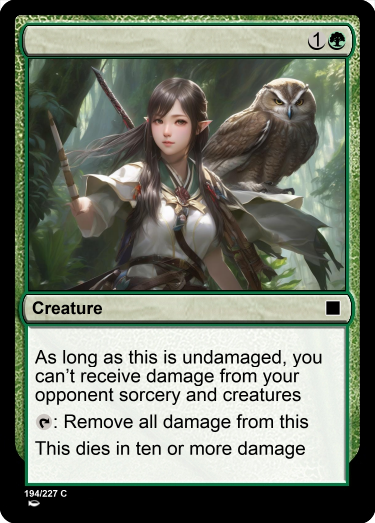 1
Creature
As long as this is undamaged, you
can't receive damage from your
opponent sorcery and creatures
: Remove all damage from this
This dies in ten or more damage
194/227 C